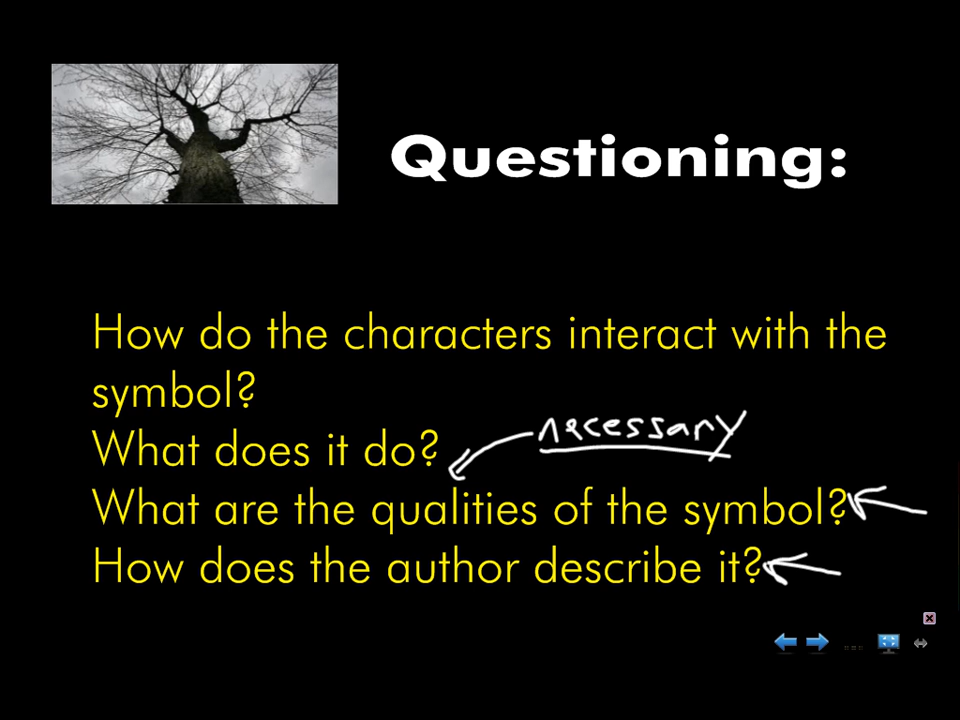 Questioning:
How do the characters interact with the
symbol?
necessary
What does it do?
What are the qualities of the symbol?
How does the author describe it?